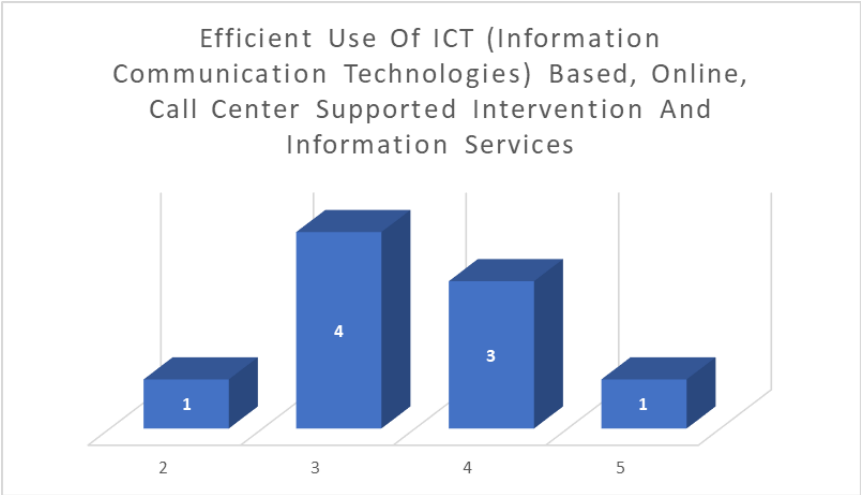 Efficient Use Of ICT (Information
Communication Technologies) Based, Online,
Call Center Supported Intervention And
Information Services
4
3
1
1
2 3 4 5